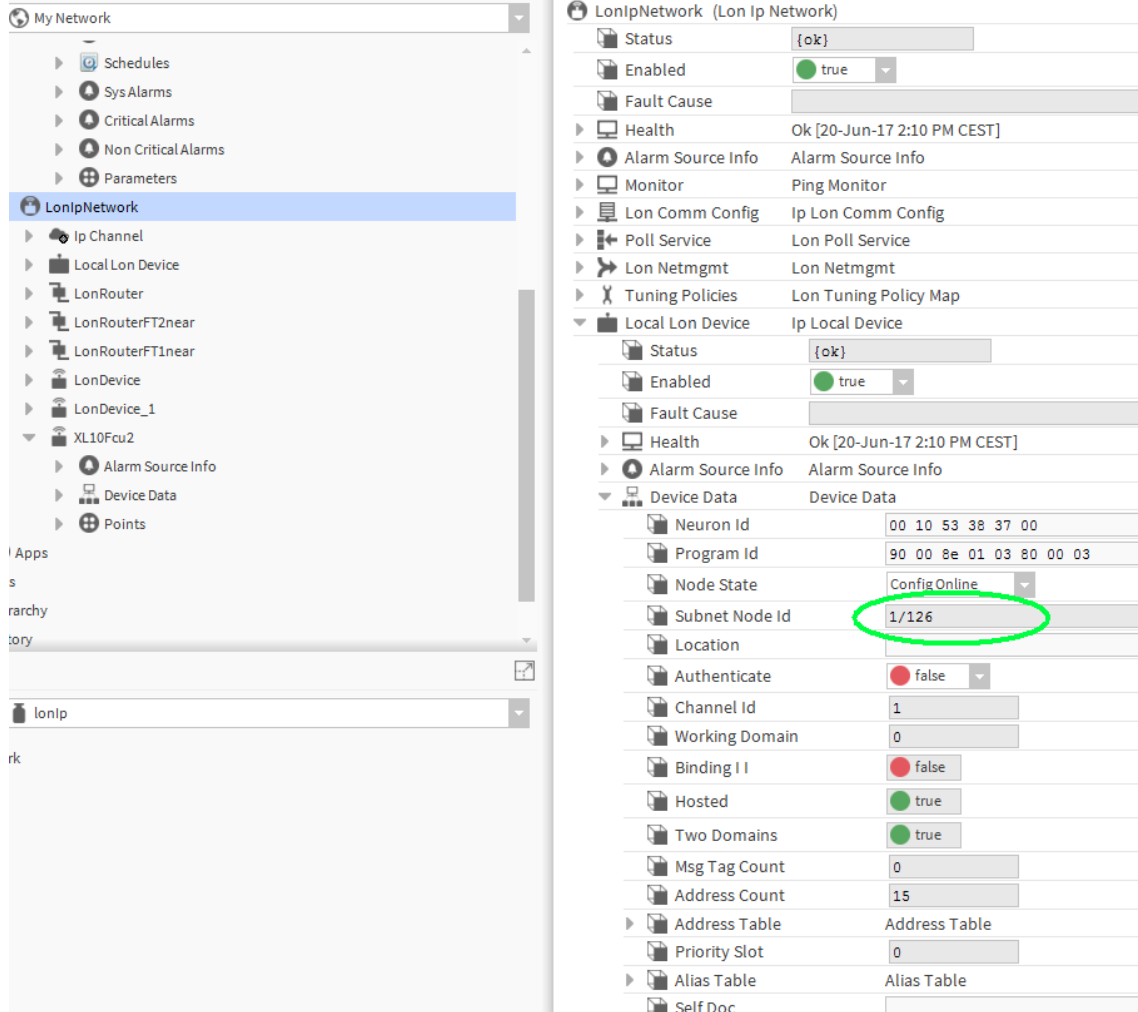 My Network
Schedules
Sys Alarms
Critical Alarms
Non Critical Alarms
Parameters
LonIpNetwork
Ip Channel
Local Lon Device
LonRouter
LonRouterFT2near
LonRouterFT1near
LonDevice
LonDevice_1
XL10Fcu2
Alarm Source Info
Device Data
Points
Apps
s
rarchy
tory
lonIp
rk
LonIpNetwork (Lon Ip Network)
Status {ok}
Enabled true
Fault Cause
Health Ok [20-Jun-17 2:10 PM CEST]
Alarm Source Info Alarm Source Info
Monitor Ping Monitor
Lon Comm Config Ip Lon Comm Config
Poll Service Lon Poll Service
Lon Netmgmt Lon Netmgmt
Tuning Policies Lon Tuning Policy Map
Local Lon Device Ip Local Device
Status {ok}
Enabled true
Fault Cause
Health Ok [20-Jun-17 2:10 PM CEST]
Alarm Source Info Alarm Source Info
Device Data Device Data
Neuron Id 00 10 53 38 37 00
Program Id 90 00 8e 01 03 80 00 03
Node State Config Online
Subnet Node Id 1/126
Location
Authenticate false
Channel Id 1
Working Domain 0
Binding I I false
Hosted true
Two Domains true
Msg Tag Count 0
Address Count 15
Address Table Address Table
Priority Slot 0
Alias Table Alias Table
Self Doc